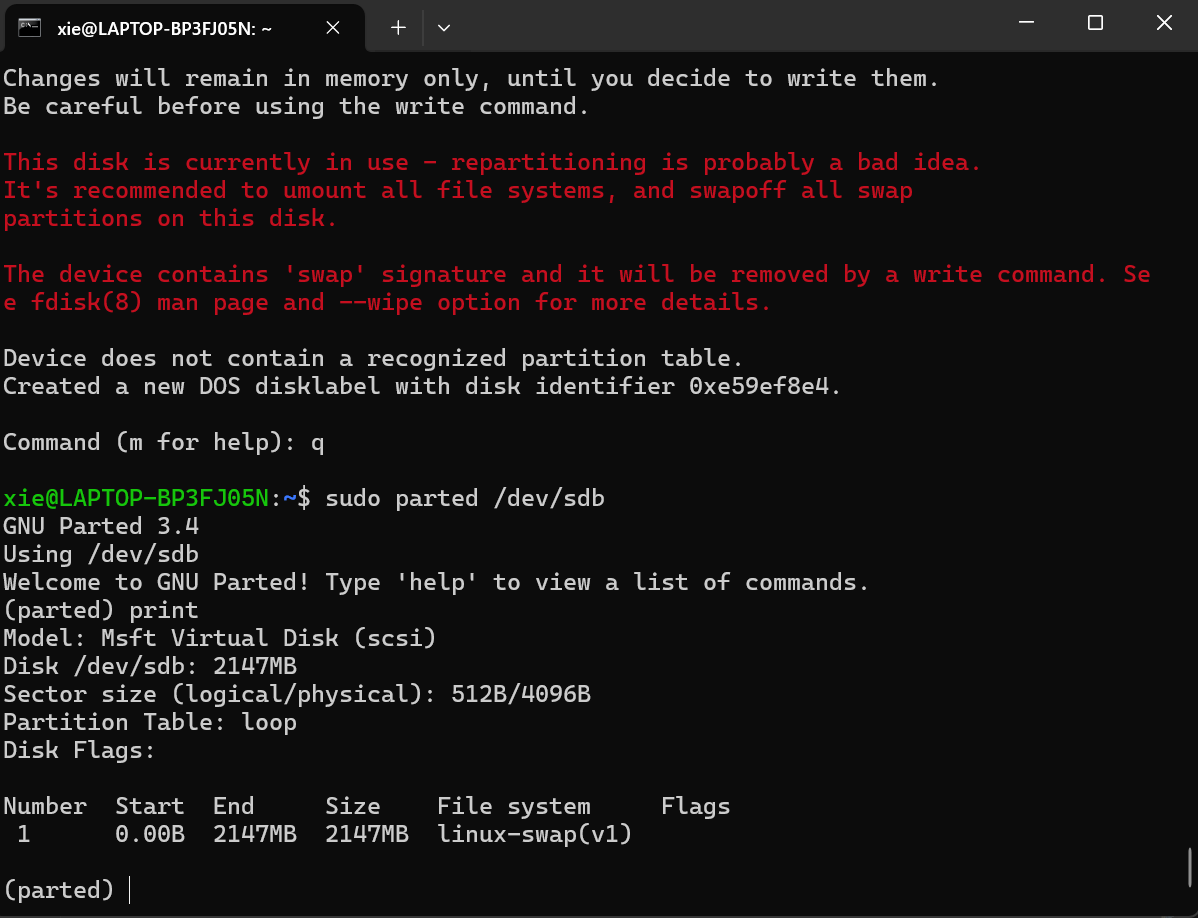 xie@LAPTOP-BP3FJ05N: ~
Changes will remain in memory only, until you decide to write them.
Be careful before using the write command.
This disk is currently in use - repartitioning is probably a bad idea.
It's recommended to umount all file systems, and swapoff all swap
partitions on this disk.
The device contains 'swap' signature and it will be removed by a write command. Se
e fdisk(8) man page and --wipe option for more details.
Device does not contain a recognized partition table.
Created a new DOS disklabel with disk identifier 0xe59ef8e4.
Command (m for help): q
xie@LAPTOP-BP3FJ05N:~$ sudo parted /dev/sdb
GNU Parted 3.4
Using /dev/sdb
Welcome to GNU Parted! Type 'help' to view a list of commands.
(parted) print
Model: Msft Virtual Disk (scsi)
Disk /dev/sdb: 2147MB
Sector size (logical/physical): 512B/4096B
Partition Table: loop
Disk Flags:
Number  Start  End     Size    File system     Flags
 1      0.00B  2147MB  2147MB  linux-swap(v1)
(parted)